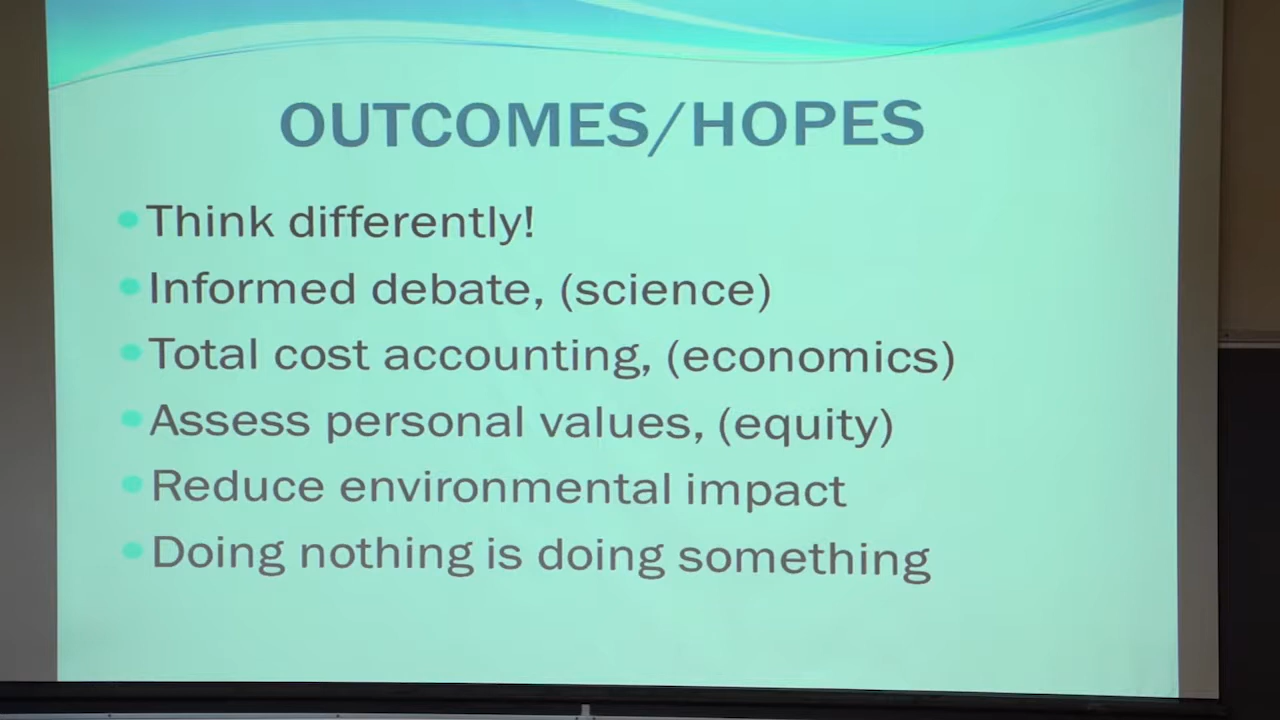 OUTCOMES/HOPES
Think differently!
Informed debate, (science)
Total cost accounting, (economics)
Assess personal values, (equity)
Reduce environmental impact
Doing nothing is doing something